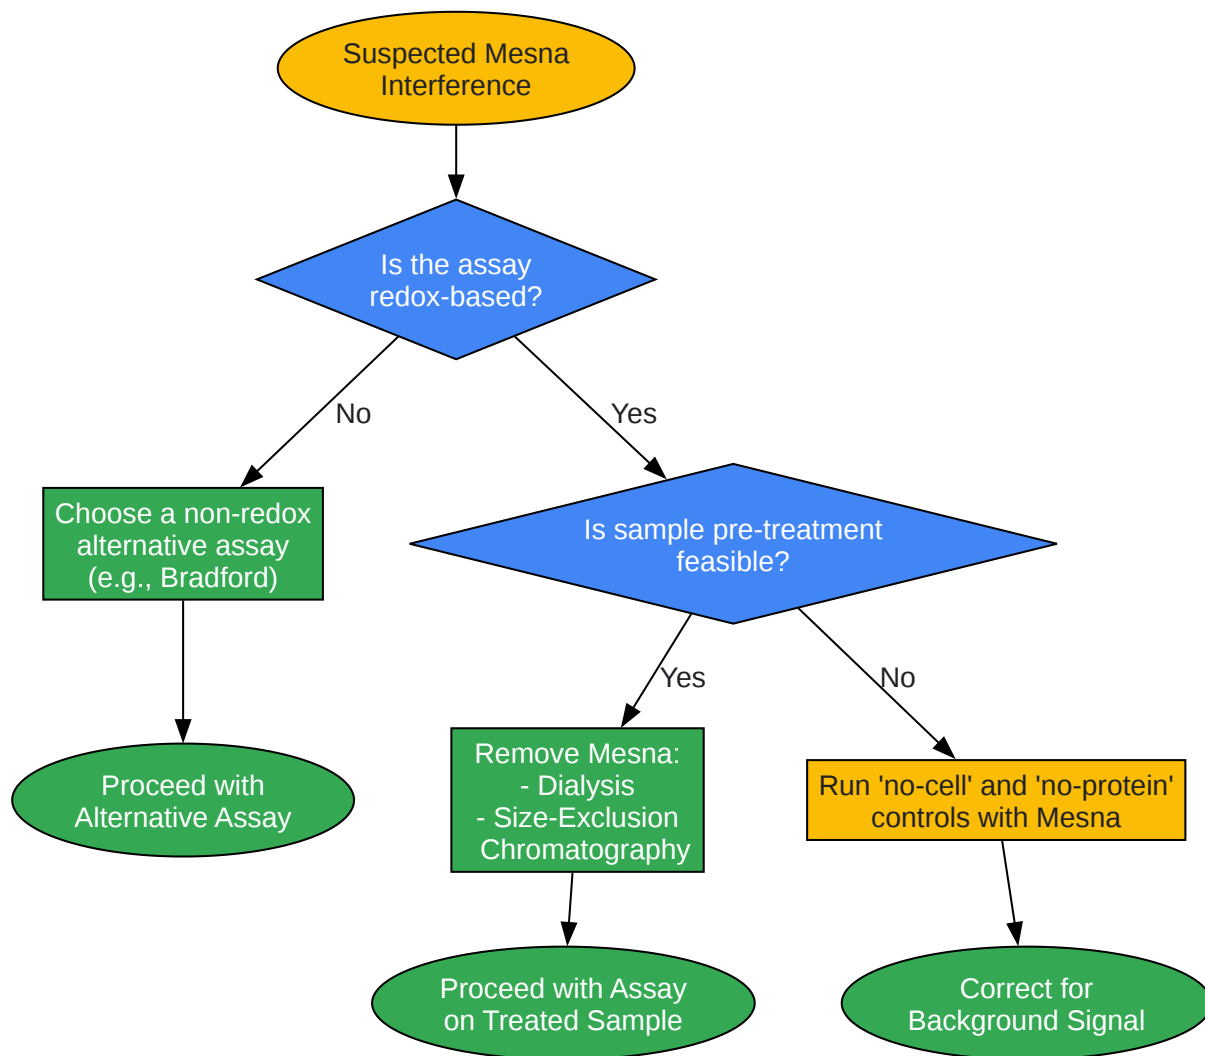 Suspected Mesna
Interference
Is the assay
redox-based?
No
Yes
Choose a non-redox
alternative assay
(e.g., Bradford)
Is sample pre-treatment
feasible?
Yes
No
Proceed with
Alternative Assay
Remove Mesna:
- Dialysis
- Size-Exclusion
Chromatography
Run 'no-cell' and 'no-protein'
controls with Mesna
Proceed with Assay
on Treated Sample
Correct for
Background Signal